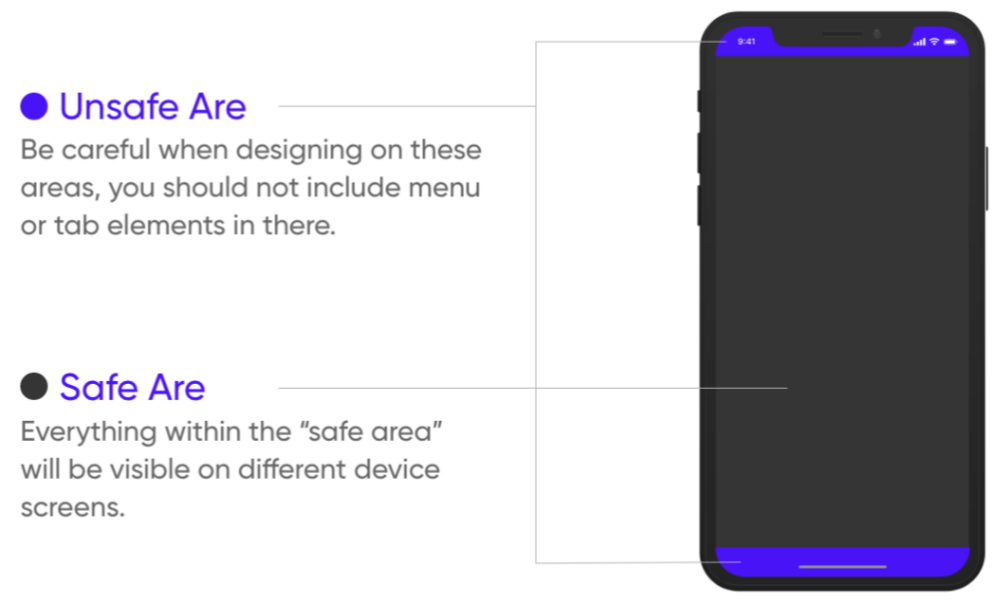 9:41
Unsafe Are
Be careful when designing on these
areas, you should not include menu
or tab elements in there.
Safe Are
Everything within the “safe area”
will be visible on different device
screens.